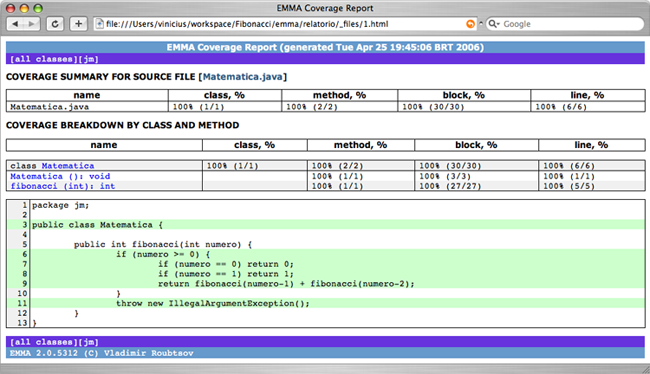 EMMA Coverage Report
file:///Users/vinicius/workspace/Fibonacci/emma/relatorio/_files/1.html
Google
EMMA Coverage Report (generated Tue Apr 25 19:45:06 BRT 2006)
[all classes][jm]
COVERAGE SUMMARY FOR SOURCE FILE [Matematica.java]
name class, % method, % block, % line, %
Matematica.java 100% (1/1) 100% (2/2) 100% (30/30) 100% (6/6)
COVERAGE BREAKDOWN BY CLASS AND METHOD
name class, % method, % block, % line, %
class Matematica 100% (1/1) 100% (2/2) 100% (30/30) 100% (6/6)
Matematica (): void 100% (1/1) 100% (3/3) 100% (1/1)
fibonacci (int): int 100% (1/1) 100% (27/27) 100% (5/5)
1 package jm;
2
3 public class Matematica {
4
5 public int fibonacci(int numero) {
6 if (numero >= 0) {
7 if (numero == 0) return 0;
8 if (numero == 1) return 1;
9 return fibonacci(numero-1) + fibonacci(numero-2);
10 }
11 throw new IllegalArgumentException();
12 }
13 }
[all classes][jm]
EMMA 2.0.5312 (C) Vladimir Roubtsov